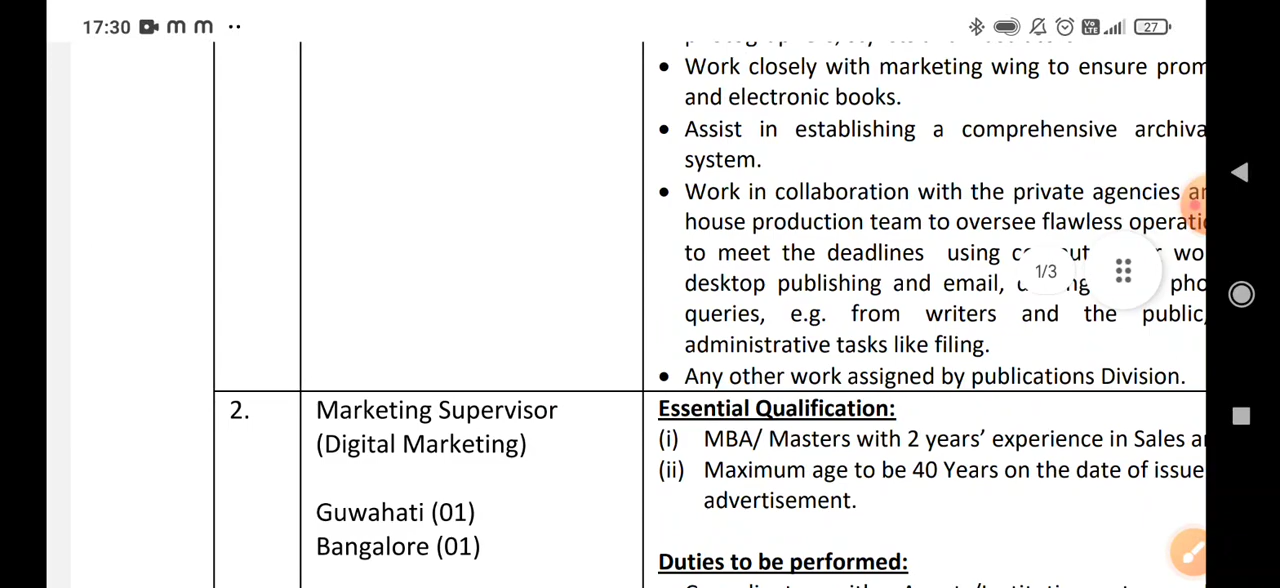 17:30
27
Work closely with marketing wing to ensure prom
and electronic books.
Assist in establishing a comprehensive archiva
system.
Work in collaboration with the private agencies
house production team to oversee flawless operati
to meet the deadlines using wo
desktop publishing and email, pho
queries, e.g. from writers and the public,
administrative tasks like filing.
Any other work assigned by publications Division.
1/3
2.
Marketing Supervisor
(Digital Marketing)
Guwahati (01)
Bangalore (01)
Essential Qualification:
(i) MBA/ Masters with 2 years' experience in Sales a
(ii) Maximum age to be 40 Years on the date of issue
advertisement.
Duties to be performed: